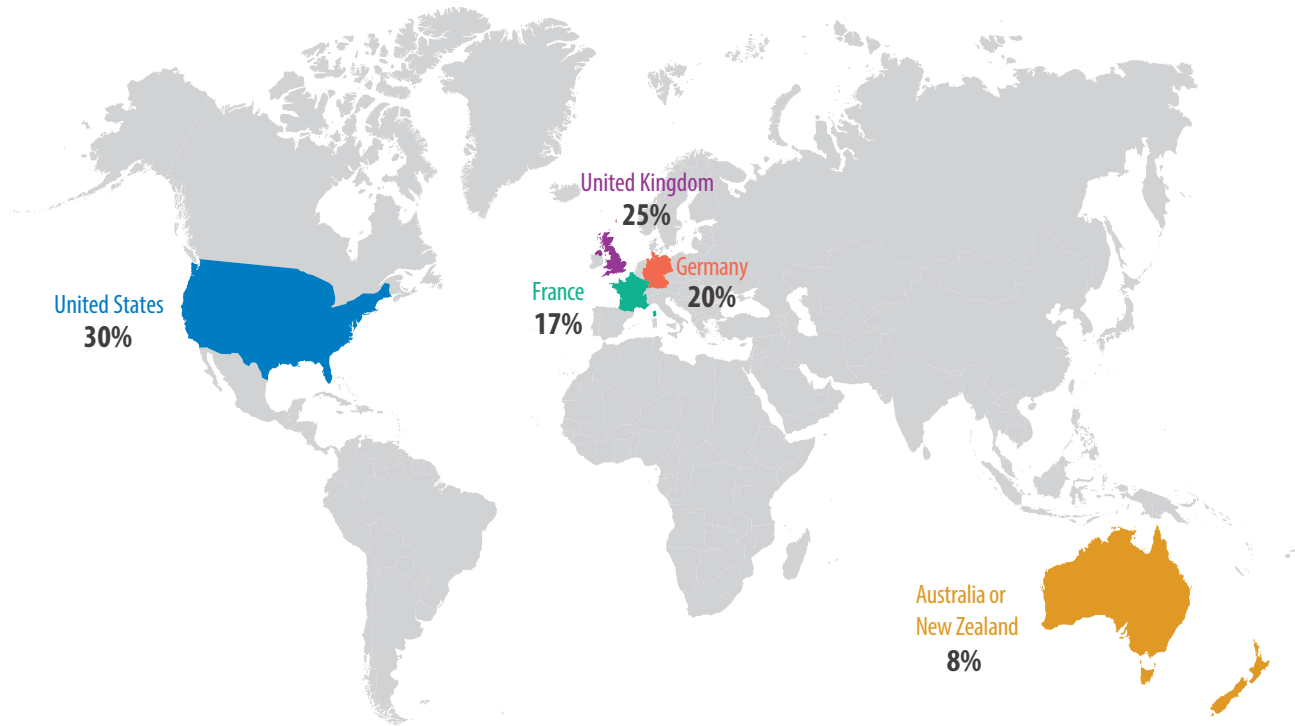 United Kingdom
25%
Germany
20%
France
17%
United States
30%
Australia or
New Zealand
8%